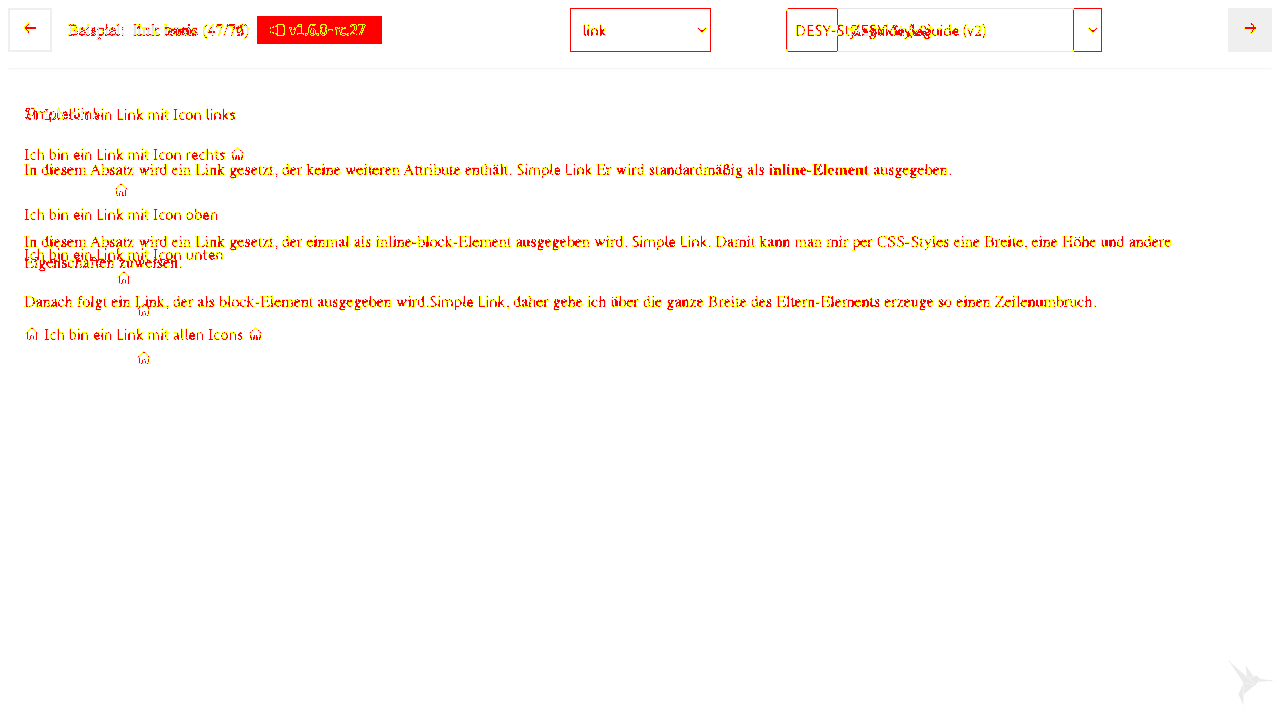 Beispiel: link basis (47/76) v1.6.0-rc.27 link DESY-Styleguide (v2)
Ich bin ein Link mit Icon links
Ich bin ein Link mit Icon rechts
In diesem Absatz wird ein Link gesetzt, der keine weiteren Attribute enthält. Simple Link Er wird standardmäßig als inline-Element ausgegeben.
Ich bin ein Link mit Icon oben
In diesem Absatz wird ein Link gesetzt, der einmal als inline-block-Element ausgegeben wird. Simple Link. Damit kann man mir per CSS-Styles eine Breite, eine Höhe und andere
Ich bin ein Link mit Icon unten
Eigenschaften zuweisen.
Danach folgt ein Link, der als block-Element ausgegeben wird.Simple Link, daher gehe ich über die ganze Breite des Eltern-Elements erzeuge so einen Zeilenumbruch.
Ich bin ein Link mit allen Icons